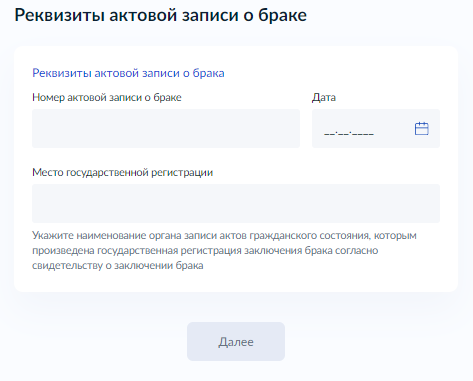 Реквизиты актовой записи о браке
Реквизиты актовой записи о брака
Номер актовой записи о браке
Дата
__.__.____
Место государственной регистрации
Укажите наименование органа записи актов гражданского состояния, которым
произведена государственная регистрация заключения брака согласно
свидетельству о заключении брака
Далее